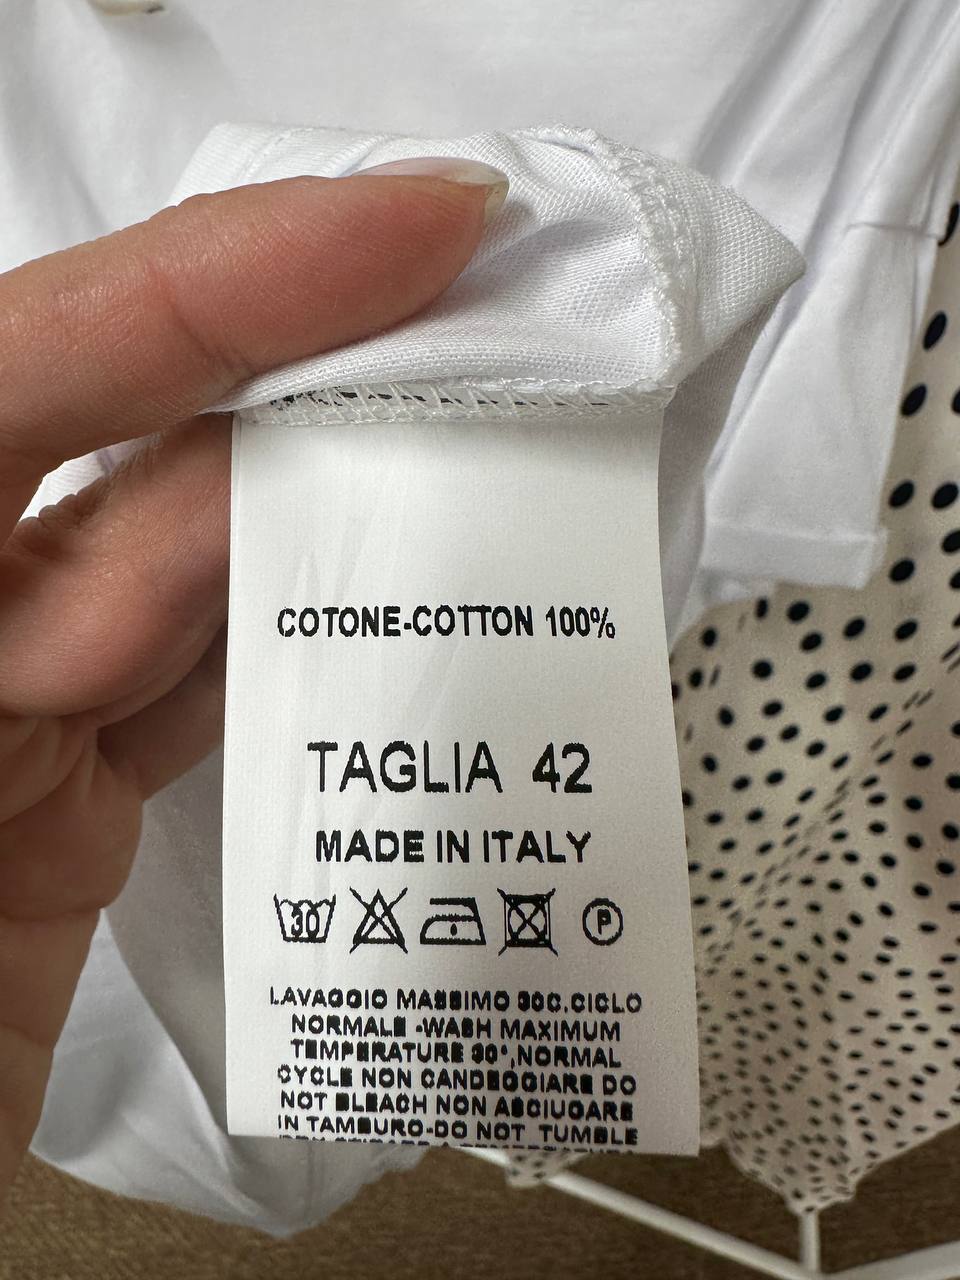 COTONE-COTTON 100%
TAGLIA 42
MADE IN ITALY
30 P
LAVAGGIO MASSIMO 30C.CICLO
NORMALE -WASH MAXIMUM
TEMPERATURE 30°,NORMAL
CYCLE NON CANDEGGIARE DO
NOT BLEACH NON ASCIUGARE
IN TAMBURO-DO NOT TUMBLE